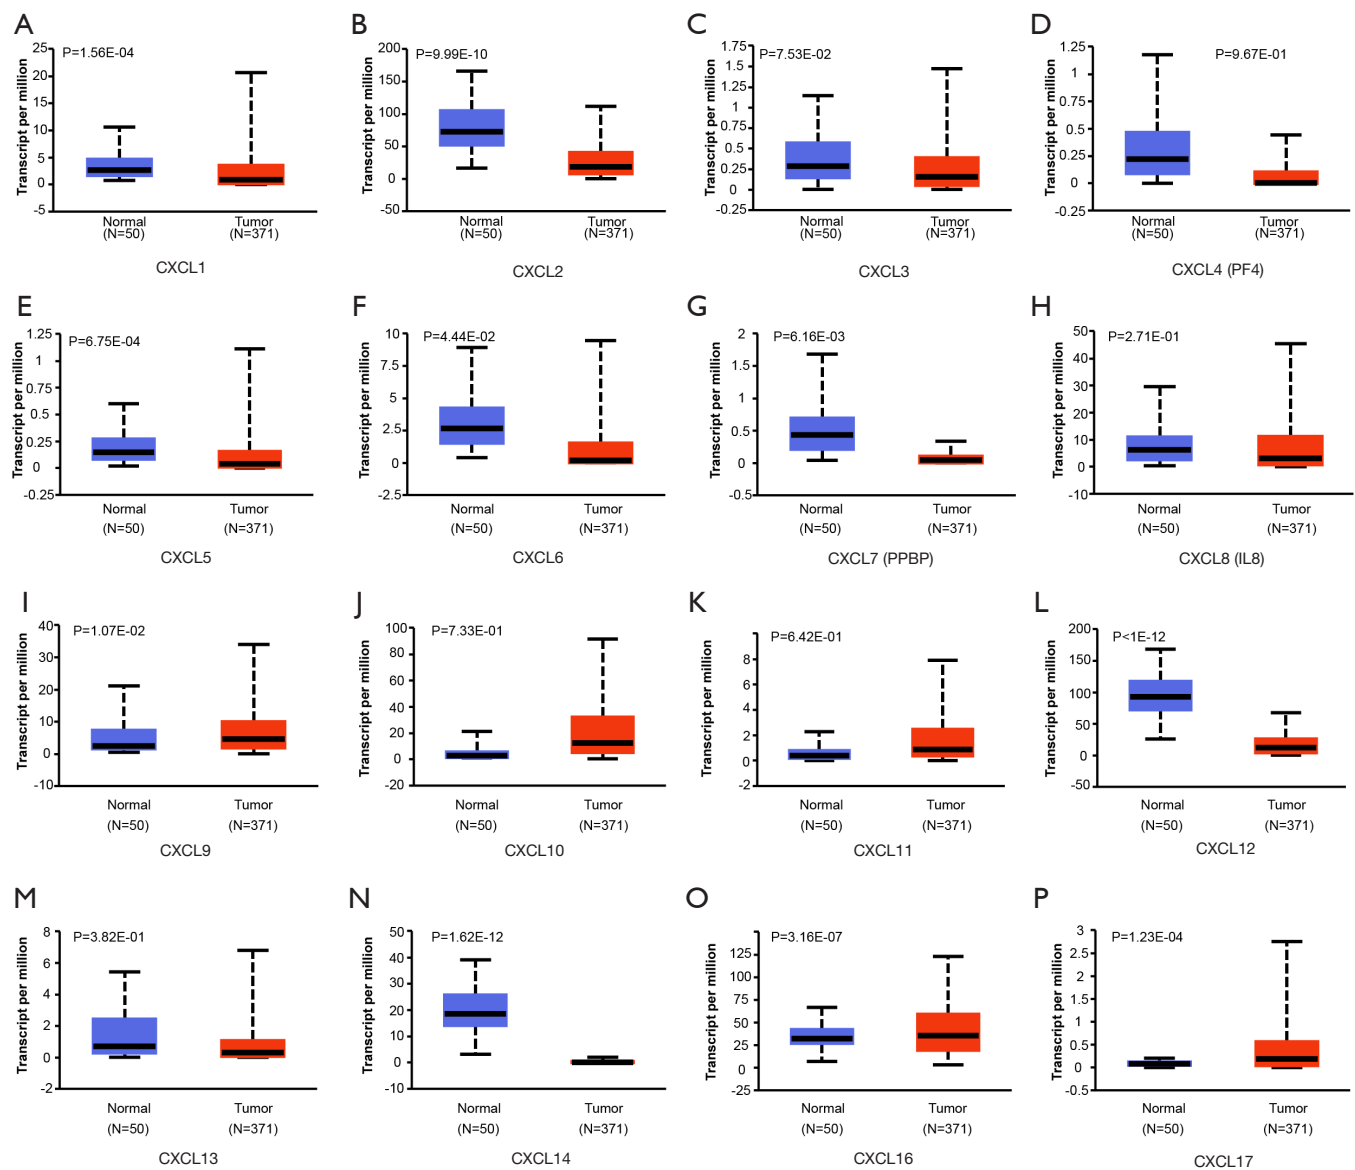 A
P=1.56E-04
Transcript per million
25
20
15
10
5
0
-5
Normal
(N=50)
Tumor
(N=371)
CXCL1
B
P=9.99E-10
Transcript per million
200
150
100
50
0
-50
Normal
(N=50)
Tumor
(N=371)
CXCL2
C
P=7.53E-02
Transcript per million
1.75
1.5
1.25
1
0.75
0.5
0.25
0
-0.25
Normal
(N=50)
Tumor
(N=371)
CXCL3
D
P=9.67E-01
Transcript per million
1.25
1
0.75
0.5
0.25
0
-0.25
Normal
(N=50)
Tumor
(N=371)
CXCL4 (PF4)
E
P=6.75E-04
Transcript per million
1.25
1
0.75
0.5
0.25
0
-0.25
Normal
(N=50)
Tumor
(N=371)
CXCL5
F
P=4.44E-02
Transcript per million
10
7.5
5
2.5
0
-2.5
Normal
(N=50)
Tumor
(N=371)
CXCL6
G
P=6.16E-03
Transcript per million
2
1.5
1
0.5
0
-0.5
Normal
(N=50)
Tumor
(N=371)
CXCL7 (PPBP)
H
P=2.71E-01
Transcript per million
50
40
30
20
10
0
-10
Normal
(N=50)
Tumor
(N=371)
CXCL8 (IL8)
I
P=1.07E-02
Transcript per million
40
30
20
10
0
-10
Normal
(N=50)
Tumor
(N=371)
CXCL9
J
P=7.33E-01
Transcript per million
100
80
60
40
20
0
-20
Normal
(N=50)
Tumor
(N=371)
CXCL10
K
P=6.42E-01
Transcript per million
8
6
4
2
0
-2
Normal
(N=50)
Tumor
(N=371)
CXCL11
L
P<1E-12
Transcript per million
200
150
100
50
0
-50
Normal
(N=50)
Tumor
(N=371)
CXCL12
M
P=3.82E-01
Transcript per million
8
6
4
2
0
-2
Normal
(N=50)
Tumor
(N=371)
CXCL13
N
P=1.62E-12
Transcript per million
50
40
30
20
10
0
-10
Normal
(N=50)
Tumor
(N=371)
CXCL14
O
P=3.16E-07
Transcript per million
125
100
75
50
25
0
-25
Normal
(N=50)
Tumor
(N=371)
CXCL16
P
P=1.23E-04
Transcript per million
3
2.5
2
1.5
1
0.5
0
-0.5
Normal
(N=50)
Tumor
(N=371)
CXCL17